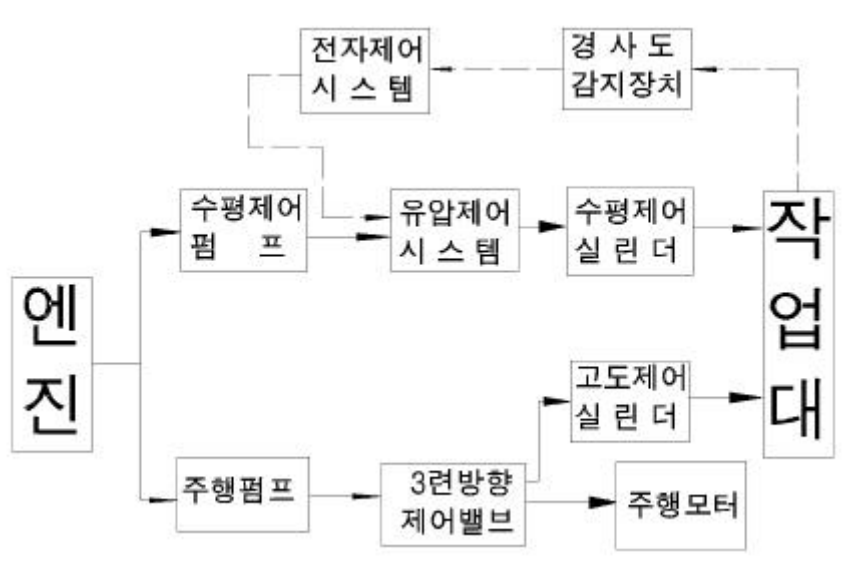 전자제어
시 스 템
경 사 도
감지장치
수평제어
펌 프
유압제어
시 스 템
수평제어
실 린 더
작
업
대
엔
진
고도제어
실 린 더
주행펌프
3련방향
제어밸브
주행모터